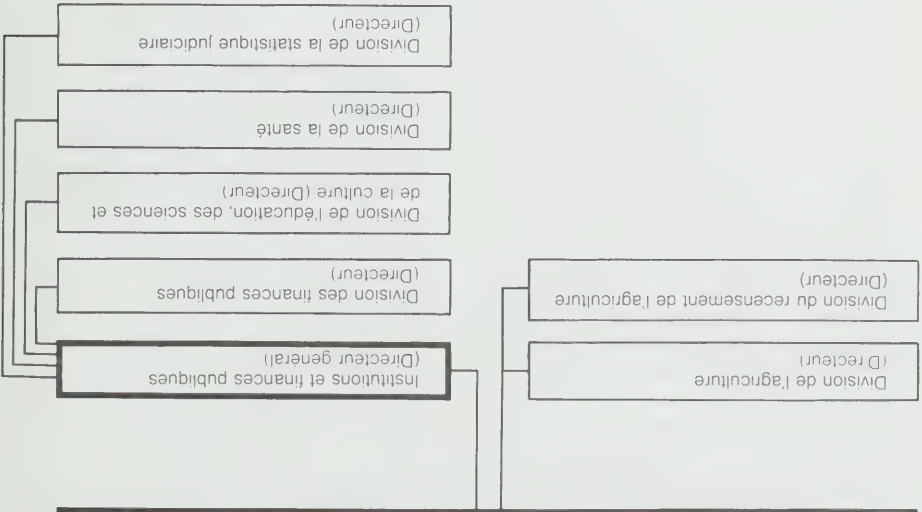 Division de l'agriculture
(Directeur)
Division du recensement de l'agriculture
(Directeur)
Institutions et finances publiques
(Directeur général)
Division des finances publiques
(Directeur)
Division de l'éducation, des sciences et
de la culture (Directeur)
Division de la santé
(Directeur)
Division de la statistique judiciaire
(Directeur)